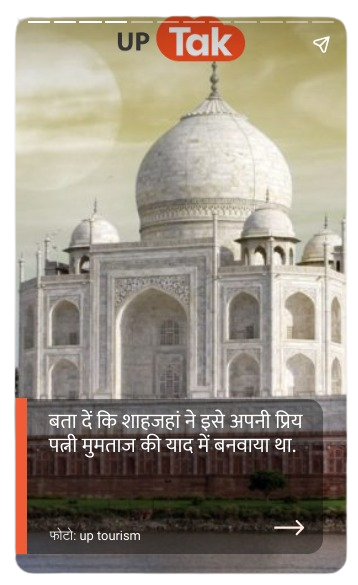 UP Tak
बता दें कि शाहजहां ने इसे अपनी प्रिय
पत्नी मुमताज की याद में बनवाया था.
फोटो: up tourism